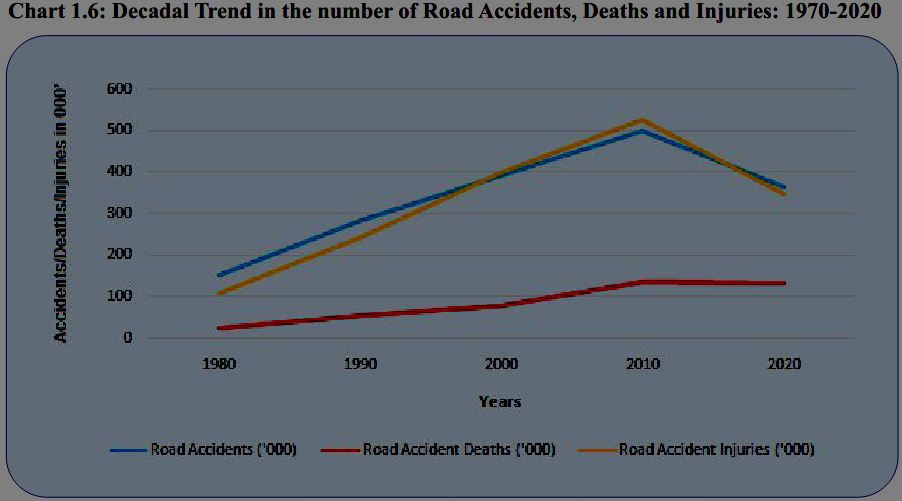 Chart 1.6: Decadal Trend in the number of Road Accidents, Deaths and Injuries: 1970-2020
Accidents/Deaths/Injuries in 000'
600
500
400
300
200
100
0
1980 1990 2000 2010 2020
Years
Road Accidents ('000) Road Accident Deaths ('000) Road Accident Injuries ('000)